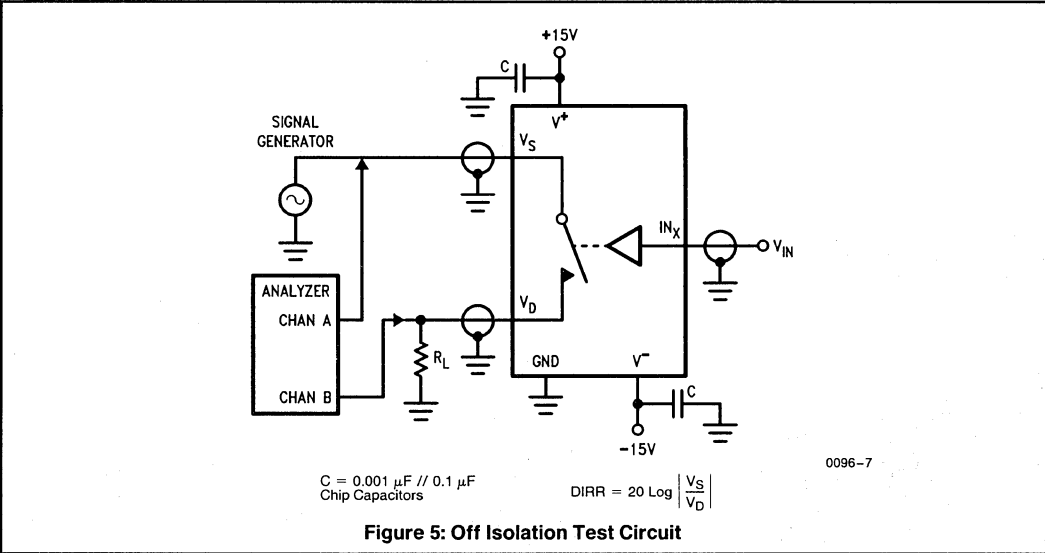 +15V
C
V+
SIGNAL
GENERATOR
VS
INX
VIN
ANALYZER
CHAN A
VD
RL
CHAN B
GND
V−
C
−15V
0096–7
C = 0.001 µF // 0.1 µF
Chip Capacitors
DIRR = 20 Log |VS/VD|
Figure 5: Off Isolation Test Circuit